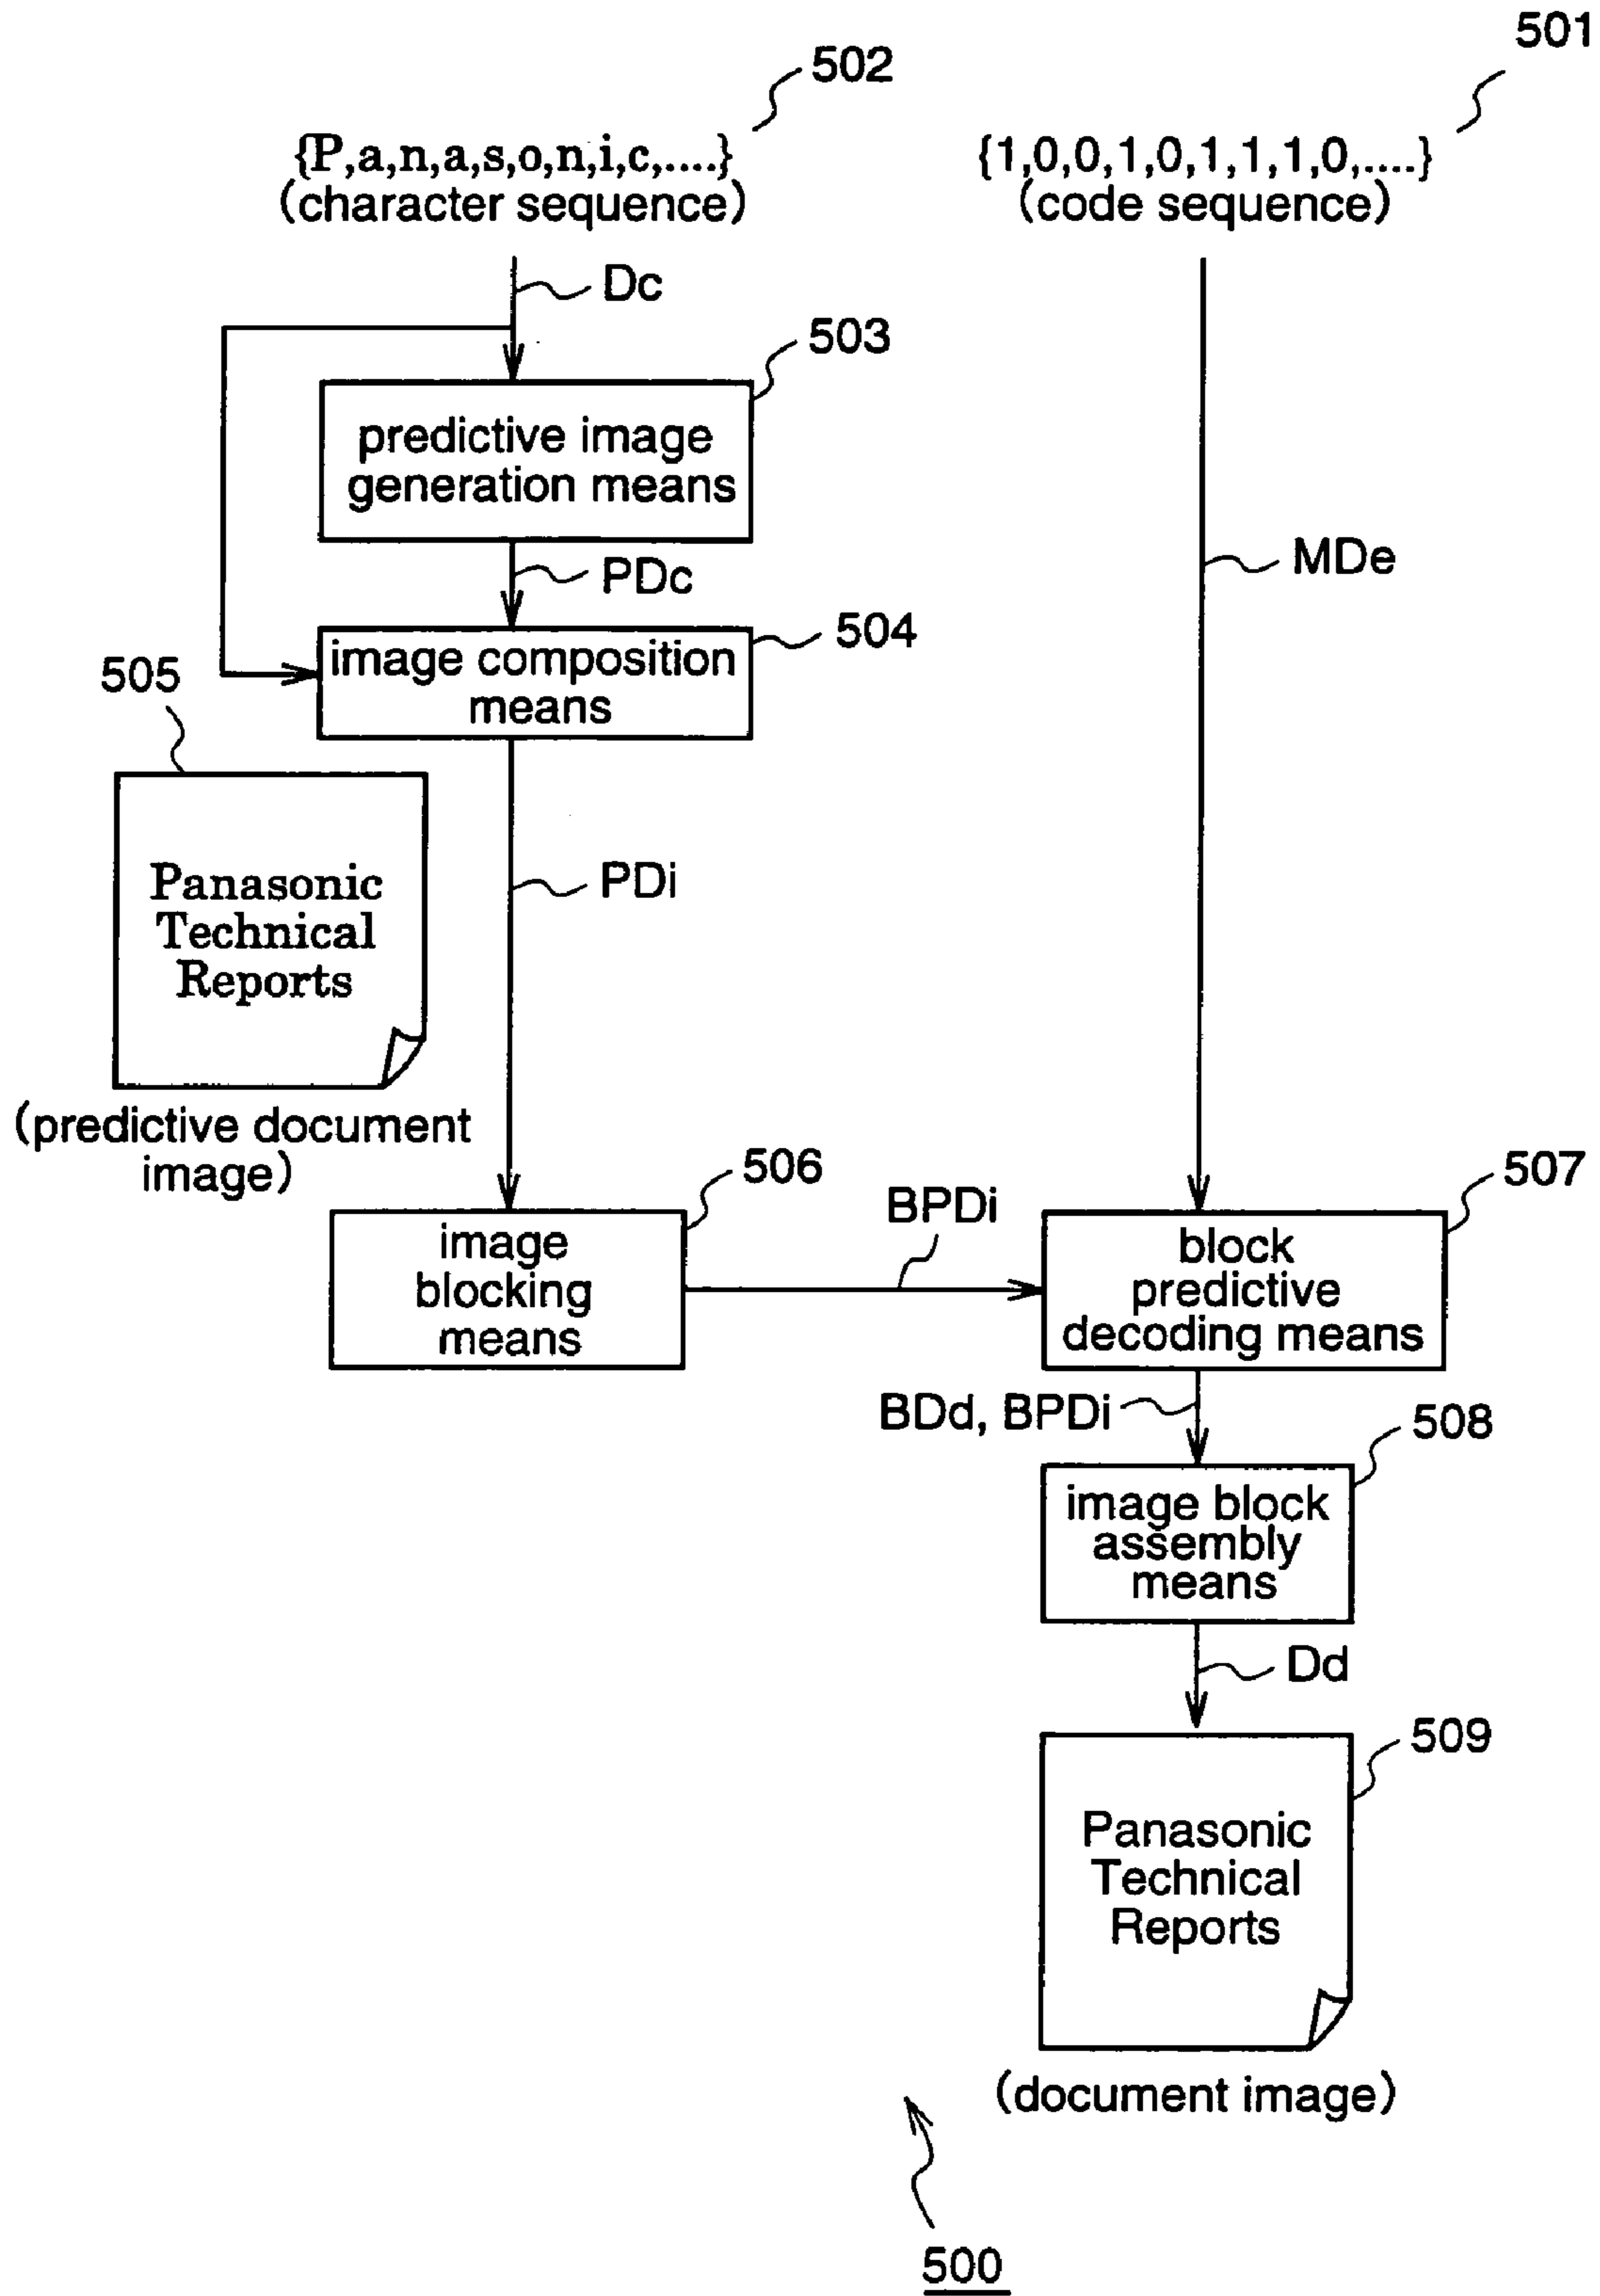 501
502
{P,a,n,a,s,o,n,i,c,....}
(character sequence)
{1,0,0,1,0,1,1,1,0,....}
(code sequence)
Dc
503
predictive image
generation means
PDc
MDe
504
image composition
means
505
Panasonic
Technical
Reports
PDi
(predictive document
image)
506
image
blocking
means
BPDi
507
block
predictive
decoding means
BDd, BPDi
508
image block
assembly
means
Dd
509
Panasonic
Technical
Reports
(document image)
500